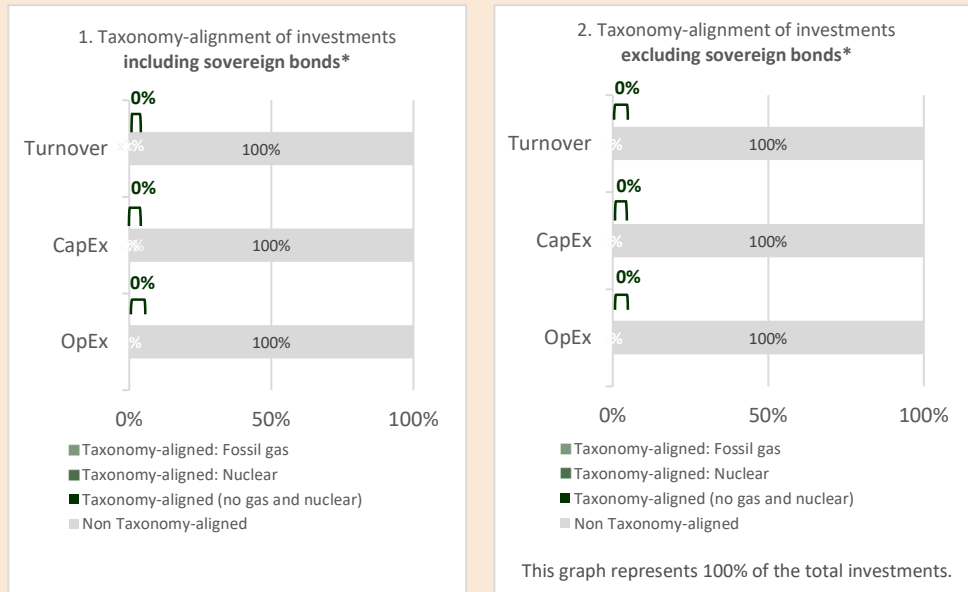 1. Taxonomy-alignment of investments
including sovereign bonds*
0%
Turnover
100%
0%
CapEx
100%
0%
OpEx
%
100%
0%
50%
100%
Taxonomy-aligned: Fossil gas
Taxonomy-aligned: Nuclear
Taxonomy-aligned (no gas and nuclear)
Non Taxonomy-aligned
2. Taxonomy-alignment of investments
excluding sovereign bonds*
0%
Turnover
%
100%
0%
CapEx
%
100%
0%
OpEx
%
100%
0%
50%
100%
Taxonomy-aligned: Fossil gas
Taxonomy-aligned: Nuclear
Taxonomy-aligned (no gas and nuclear)
Non Taxonomy-aligned
This graph represents 100% of the total investments.